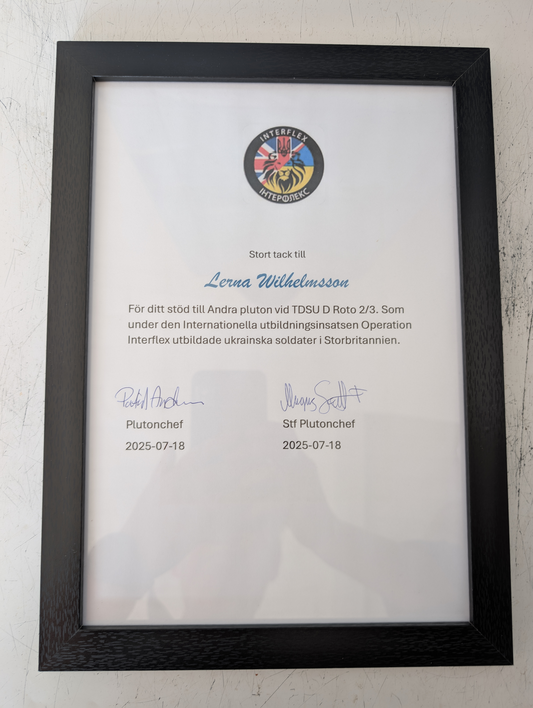 INTERFLEX
ІНТЕРФЛЕКС
Stort tack till
Lerna Wilhelmsson
För ditt stöd till Andra pluton vid TDSU D Roto 2/3. Som
under den Internationella utbildningsinsatsen Operation
Interflex utbildade ukrainska soldater i Storbritannien.
Plutonchef
Stf Plutonchef
2025-07-18
2025-07-18